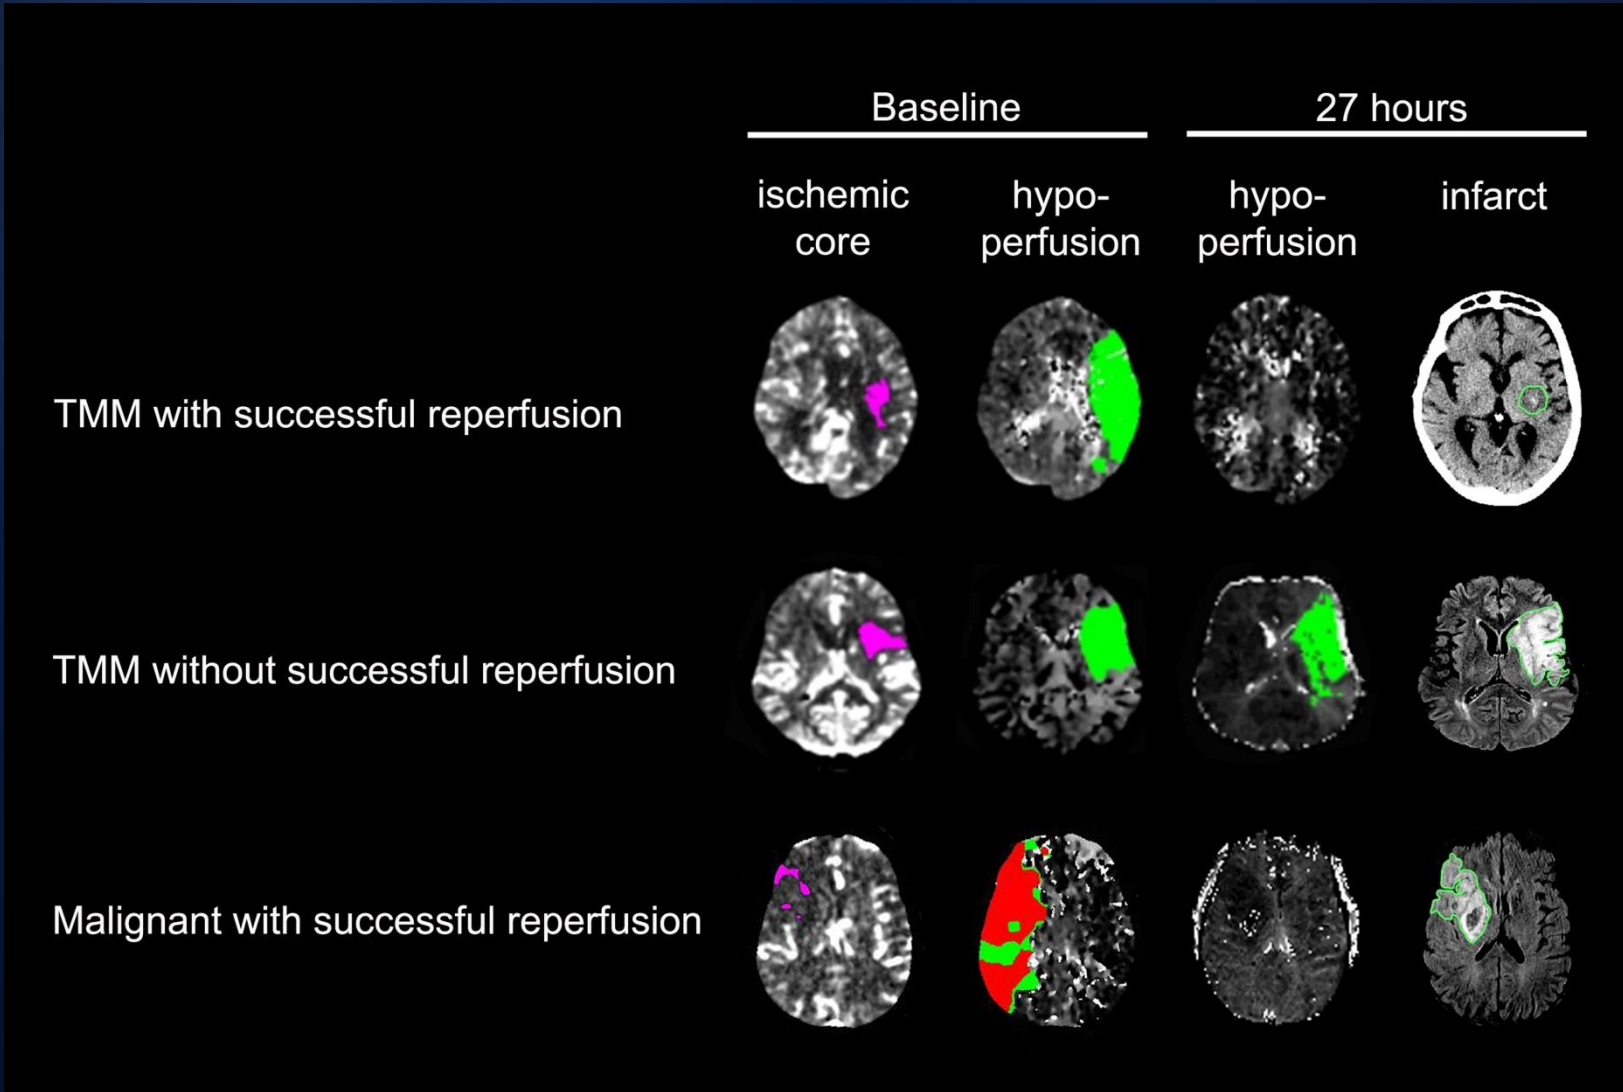 Baseline
27 hours
ischemic
core
hypo-
perfusion
hypo-
perfusion
infarct
TMM with successful reperfusion
TMM without successful reperfusion
Malignant with successful reperfusion